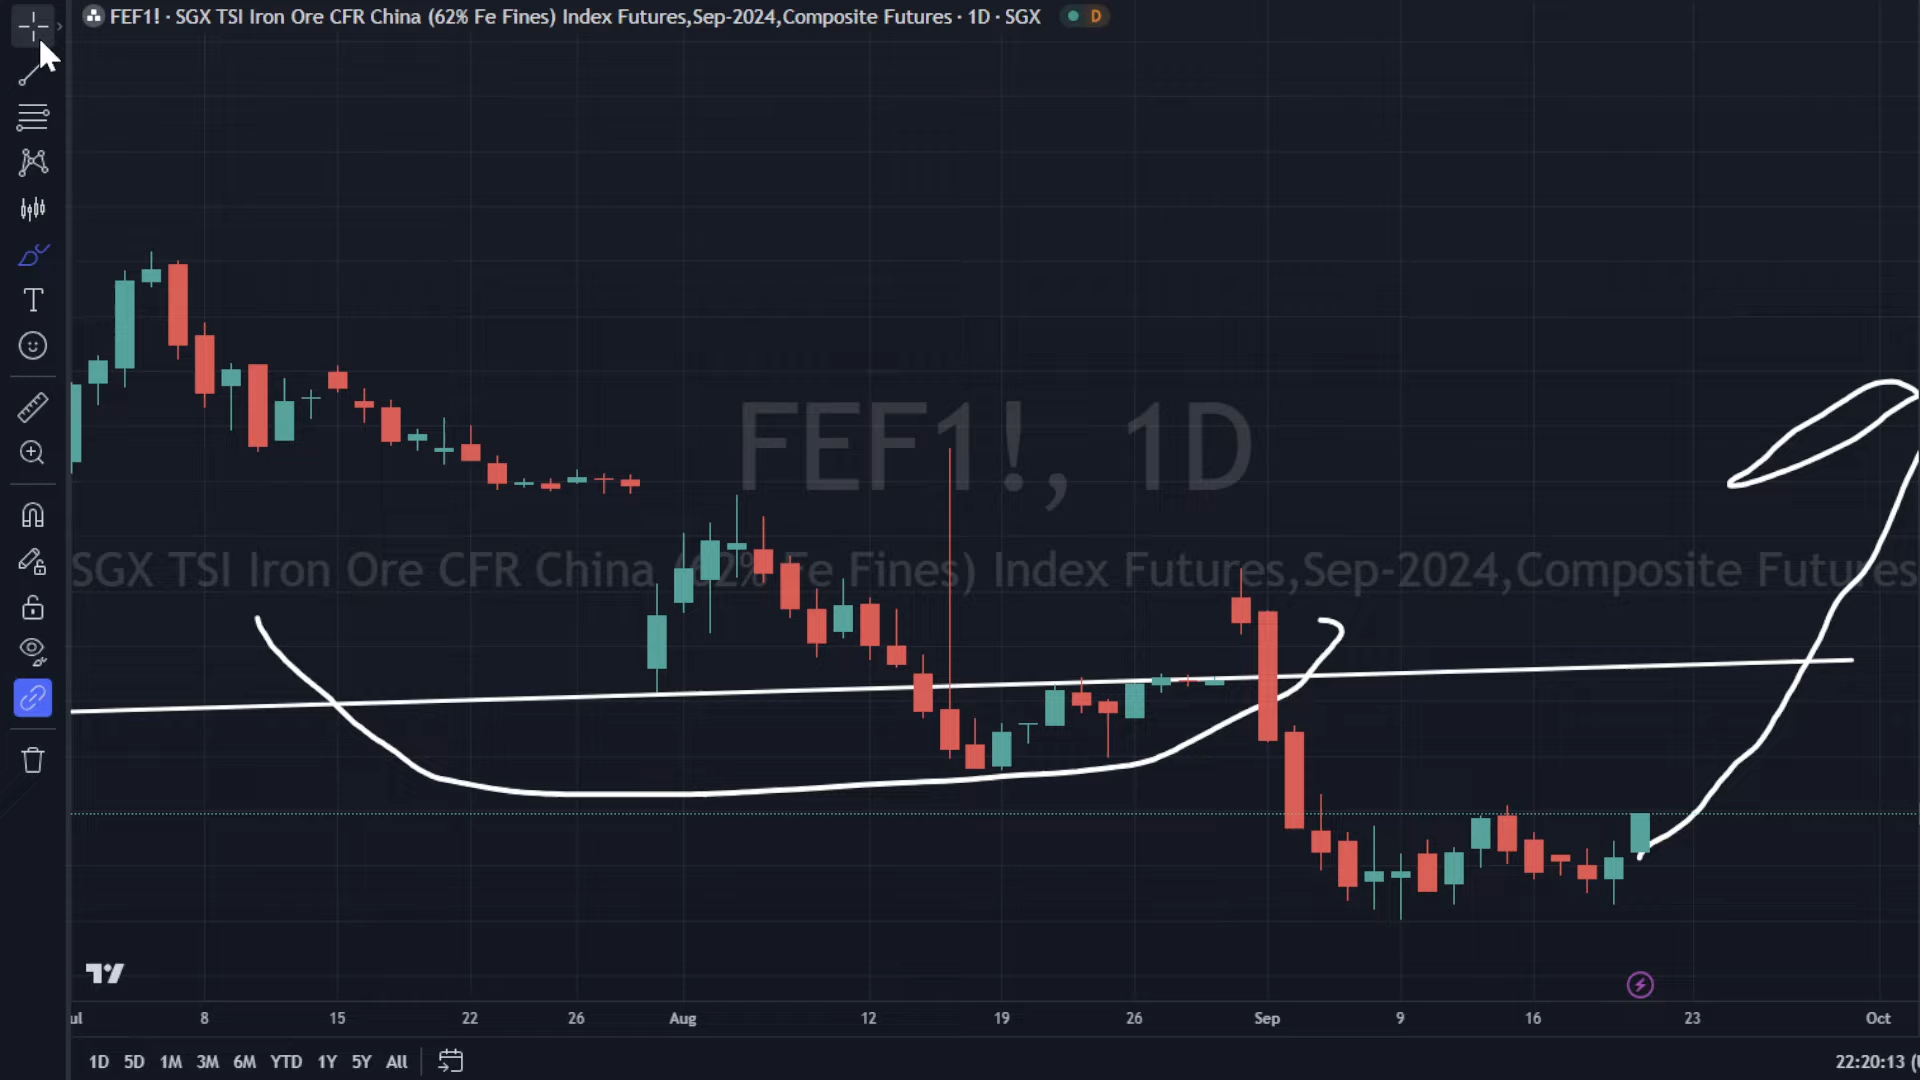 FEF1! · SGX TSI Iron Ore CFR China (62% Fe Fines) Index Futures,Sep-2024,Composite Futures · 1D · SGX D
FEF1!, 1D
SGX TSI Iron Ore CFR China (62% Fe Fines) Index Futures,Sep-2024,Composite Futures
ul 8 15 22 26 Aug 12 19 26 Sep 9 16 23 Oct
1D 5D 1M 3M 6M YTD 1Y 5Y All 22:20:13 (